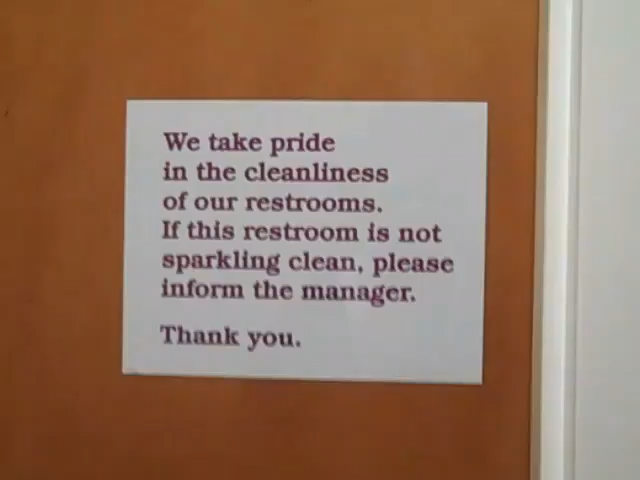 We take pride
in the cleanliness
of our restrooms.
If this restroom is not
sparkling clean, please
inform the manager.
Thank you.